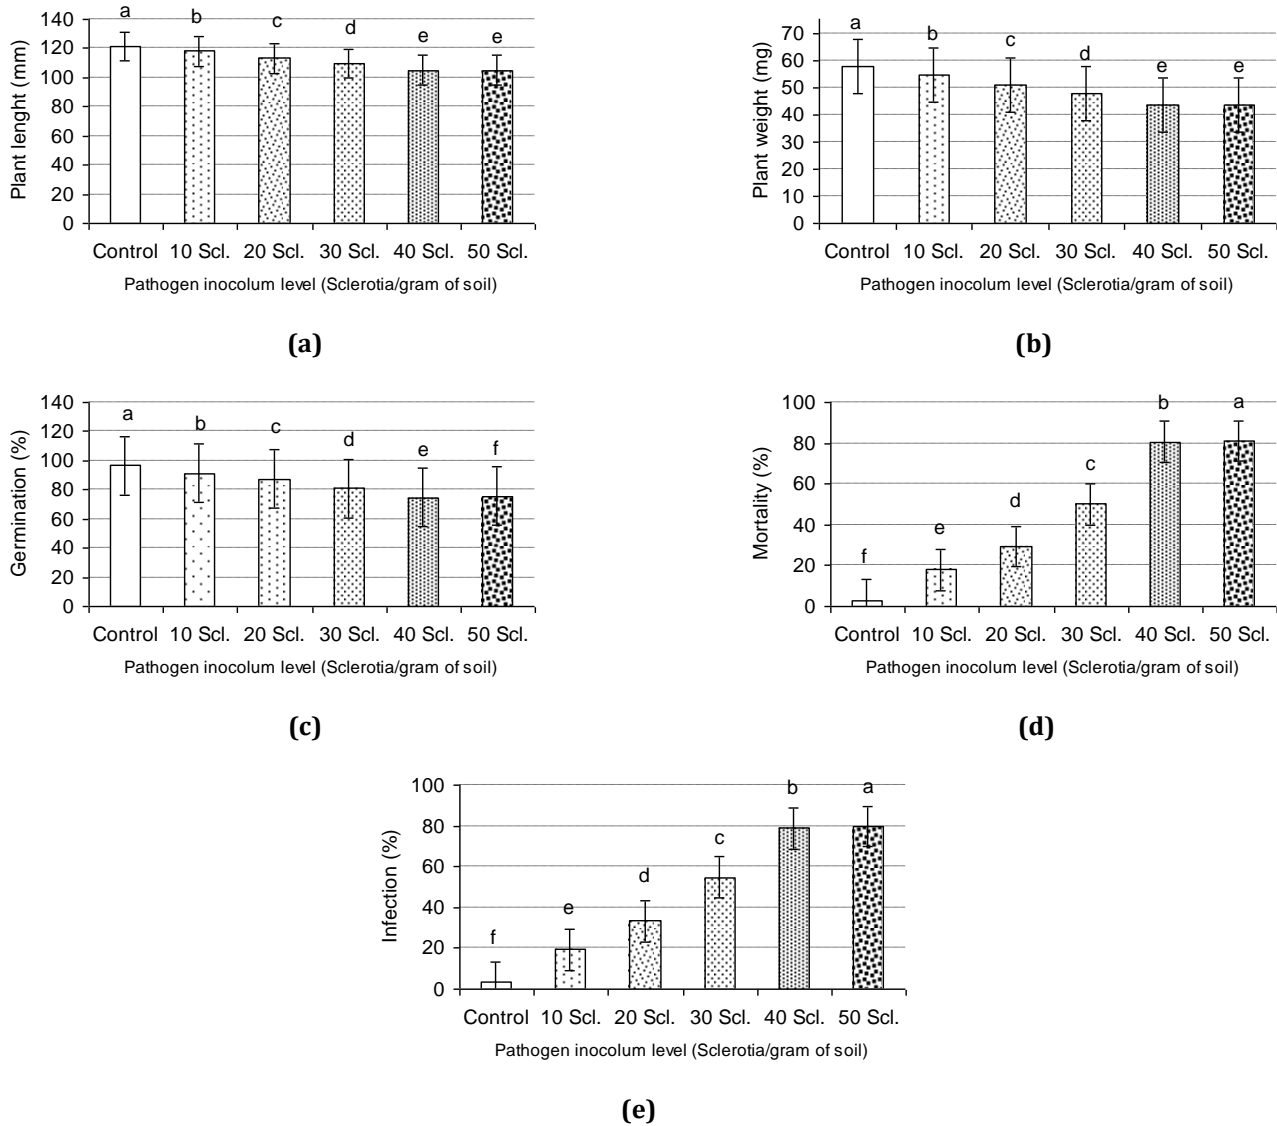 a b c d e e
140
120
100
80
60
40
20
0
Plant lenght (mm)
Control 10 Scl. 20 Scl. 30 Scl. 40 Scl. 50 Scl.
Pathogen inocolum level (Sclerotia/gram of soil)
(a)
a b c d e e
70
60
50
40
30
20
10
0
Plant weight (mg)
Control 10 Scl. 20 Scl. 30 Scl. 40 Scl. 50 Scl.
Pathogen inocolum level (Sclerotia/gram of soil)
(b)
a b c d e f
140
120
100
80
60
40
20
0
Germination (%)
Control 10 Scl. 20 Scl. 30 Scl. 40 Scl. 50 Scl.
Pathogen inocolum level (Sclerotia/gram of soil)
(c)
f e d c b a
100
80
60
40
20
0
Mortality (%)
Control 10 Scl. 20 Scl. 30 Scl. 40 Scl. 50 Scl.
Pathogen inocolum level (Sclerotia/gram of soil)
(d)
f e d c b a
100
80
60
40
20
0
Infection (%)
Control 10 Scl. 20 Scl. 30 Scl. 40 Scl. 50 Scl.
Pathogen inocolum level (Sclerotia/gram of soil)
(e)